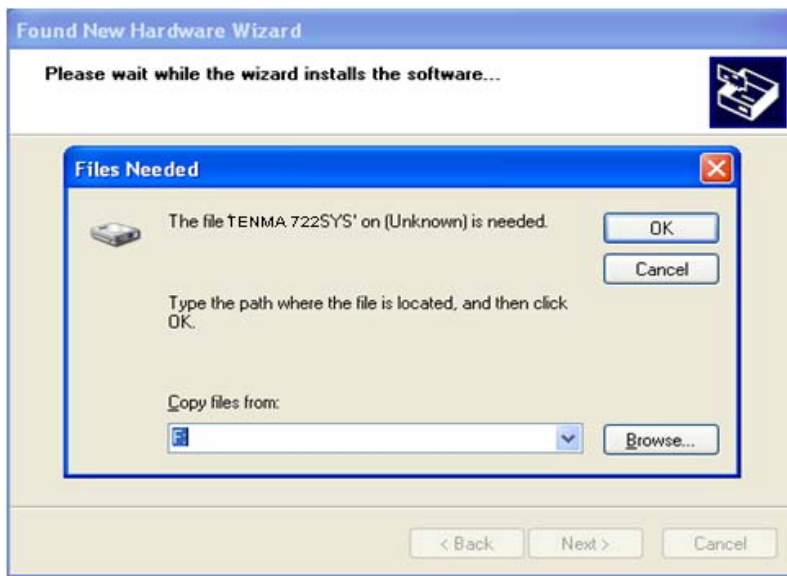 Found New Hardware Wizard
Please wait while the wizard installs the software...
Files Needed
The file 'TENMA 722SYS' on (Unknown) is needed.
OK
Cancel
Type the path where the file is located, and then click
OK.
Copy files from:
Browse...
< Back
Next >
Cancel